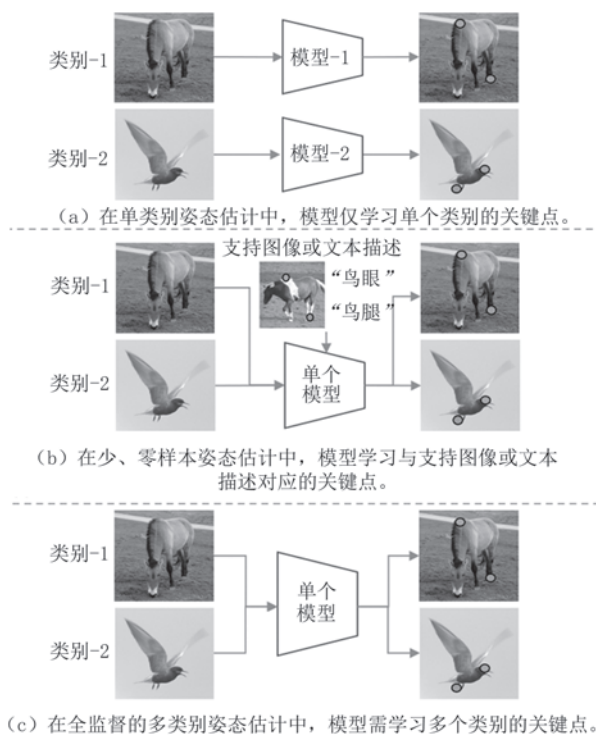 类别-1
模型-1
类别-2
模型-2
(a)在单类别姿态估计中，模型仅学习单个类别的关键点。
支持图像或文本描述
类别-1
“鸟眼”
“鸟腿”
类别-2
单个
模型
(b)在少、零样本姿态估计中，模型学习与支持图像或文本
描述对应的关键点。
类别-1
单个
模型
类别-2
(c)在全监督的多类别姿态估计中，模型需学习多个类别的关键点。